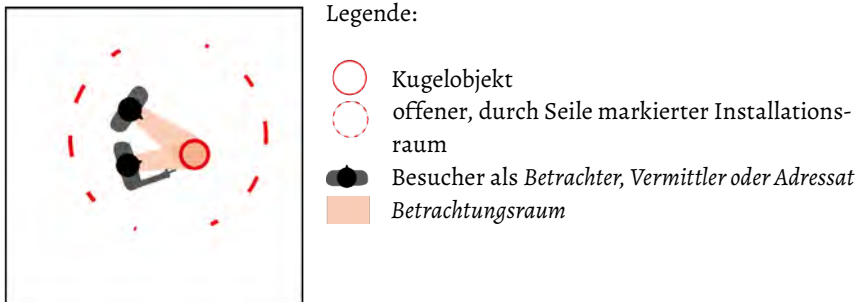 Legende:
Kugelobjekt
offener, durch Seile markierter Installations-
raum
Besucher als Betrachter, Vermittler oder Adressat
Betrachtungsraum